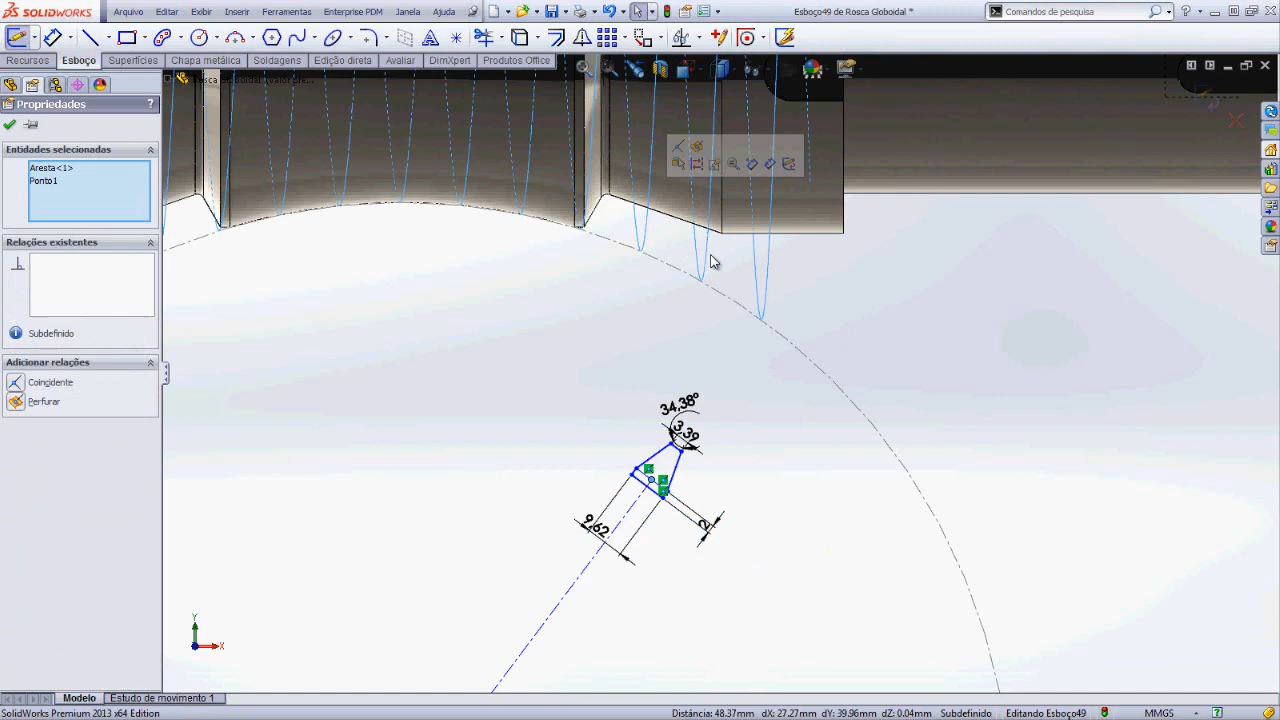 SOLIDWORKS
Arquivo Editar Exibir Inserir Ferramentas Enterprise PDM Janela Ajuda
Esboço49 de Rosca Globoidal *
Comandos de pesquisa
Recursos Esboço Superfícies Chapa metálica Soldagens Edição direta Avaliar DimXpert Produtos Office
Propriedades ?
Entidades selecionadas
Aresta<1>
Ponto1
Relações existentes
Subdefinido
Adicionar relações
Coingidente
Perfurar
34,38°
3,39
9,62
2
Y
X
Modelo Estudo de movimento 1
SolidWorks Premium 2013 x64 Edition
Distância: 48.37mm dX: 27.27mm dY: 39.96mm dZ: 0.04mm Subdefinido Editando Esboço49 MMGS